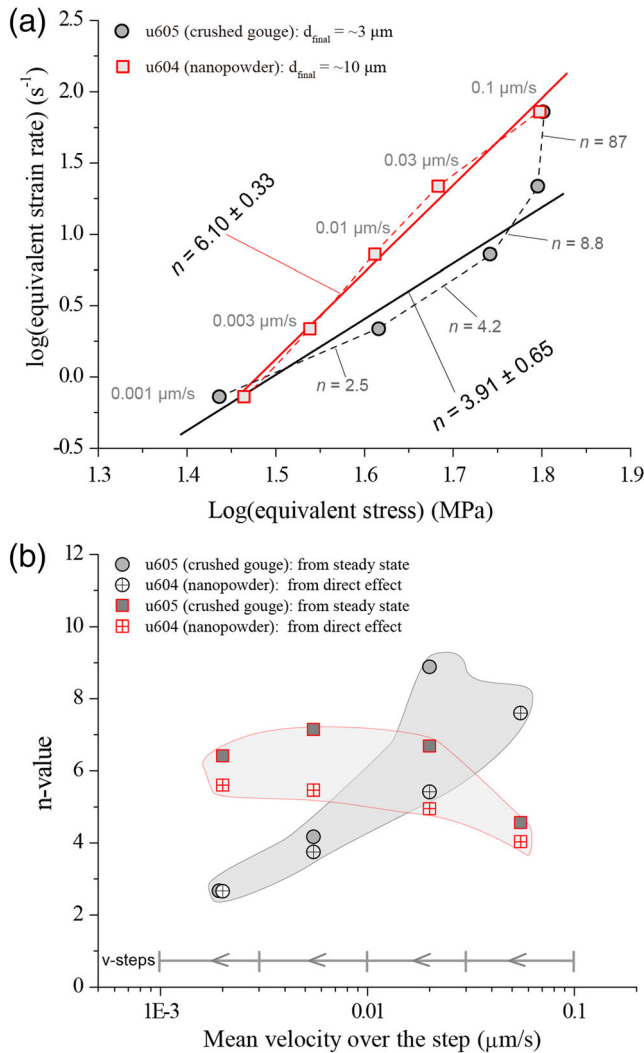 (a)
u605 (crushed gouge): d_final = ~3 µm
u604 (nanopowder): d_final = ~10 µm
log(equivalent strain rate) (s⁻¹)
2.5
2.0
1.5
1.0
0.5
0.0
-0.5
0.1 µm/s
n = 87
0.03 µm/s
n = 6.10 ± 0.33
0.01 µm/s
n = 8.8
0.003 µm/s
n = 4.2
0.001 µm/s
n = 2.5
n = 3.91 ± 0.65
1.3
1.4
1.5
1.6
1.7
1.8
1.9
Log(equivalent stress) (MPa)
(b)
u605 (crushed gouge): from steady state
u604 (nanopowder): from direct effect
u605 (crushed gouge): from steady state
u604 (nanopowder): from direct effect
n-value
12
10
8
6
4
2
0
v-steps
1E-3
0.01
0.1
Mean velocity over the step (µm/s)